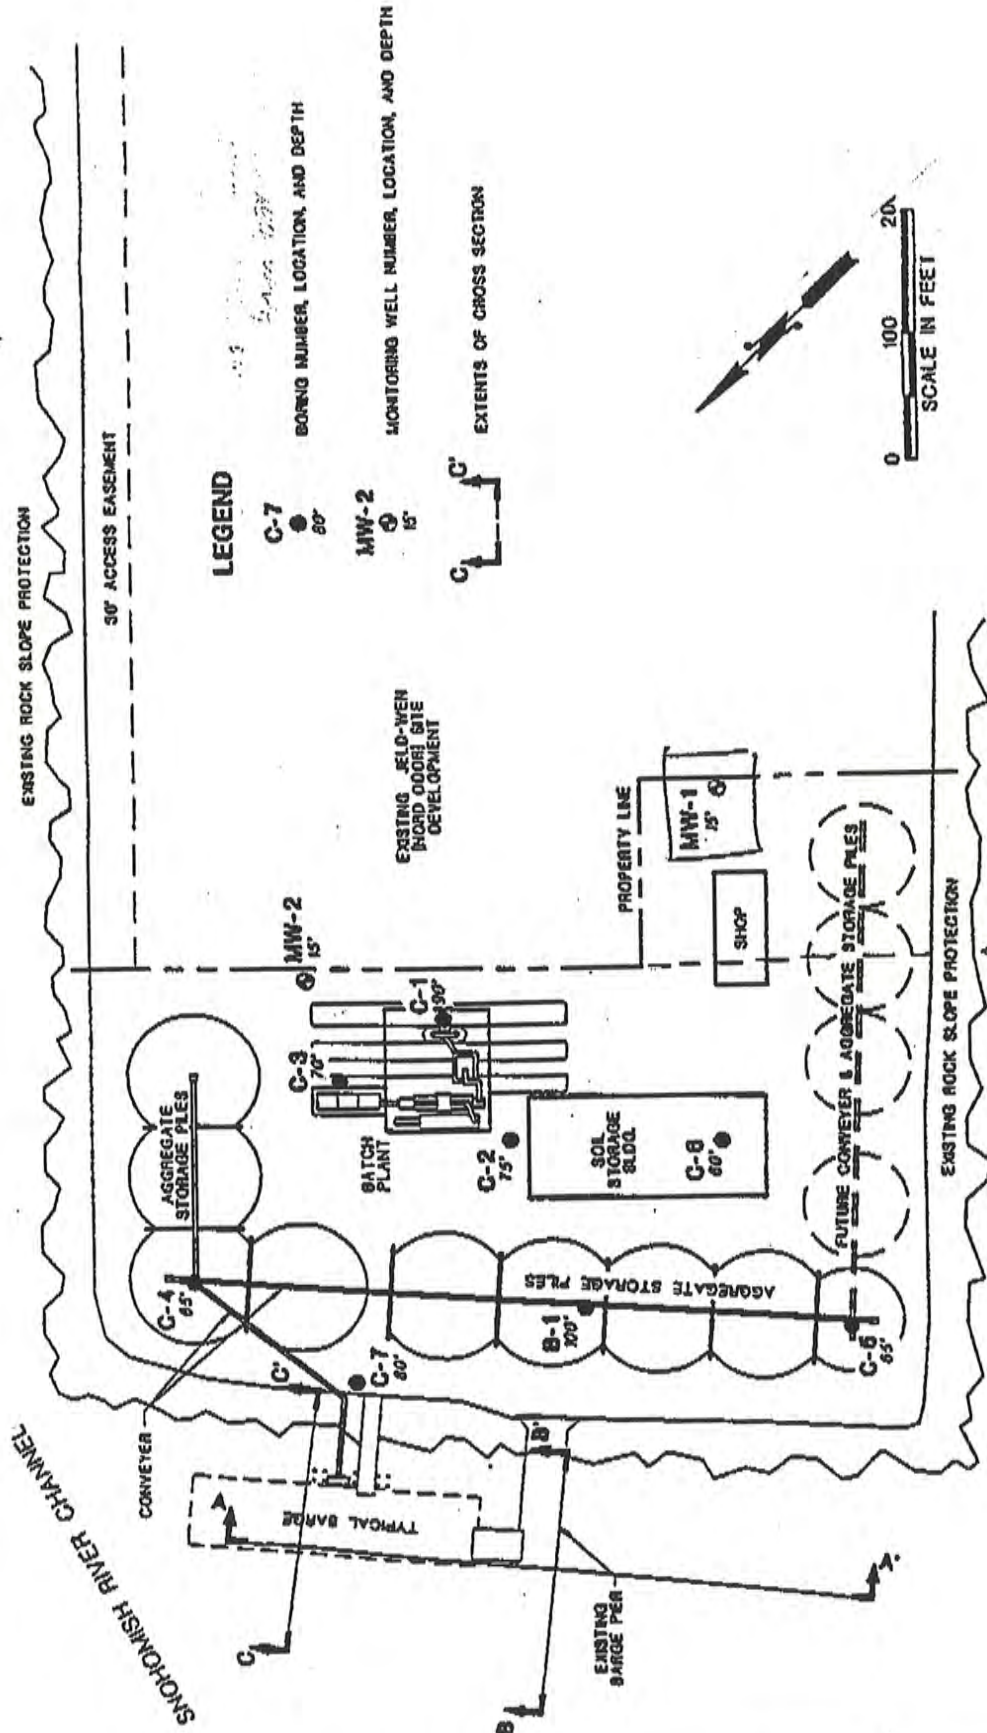 EXISTING ROCK SLOPE PROTECTION
30' ACCESS EASEMENT
LEGEND
C-7
80'
BORING NUMBER, LOCATION, AND DEPTH
MW-2
15'
MONITORING WELL NUMBER, LOCATION, AND DEPTH
C
C'
EXTENTS OF CROSS SECTION
0
100
20
SCALE IN FEET
EXISTING JELD-WEN
[NORD DOOR] SITE
DEVELOPMENT
PROPERTY LINE
MW-1
15'
SHOP
MW-2
15'
C-1
190'
C-3
70'
BATCH
PLANT
C-2
75'
SOIL
STORAGE
BLDG.
C-6
60'
AGGREGATE
STORAGE PILES
FUTURE CONVEYER & AGGREGATE STORAGE PILES
EXISTING ROCK SLOPE PROTECTION
C-4
65'
AGGREGATE STORAGE PILES
B-1
100'
C-5
65'
C-7
80'
C'
CONVEYER
SNOHOMISH RIVER CHANNEL
TYPICAL BARGE
A
B'
A'
C
B
EXISTING
BARGE PIER